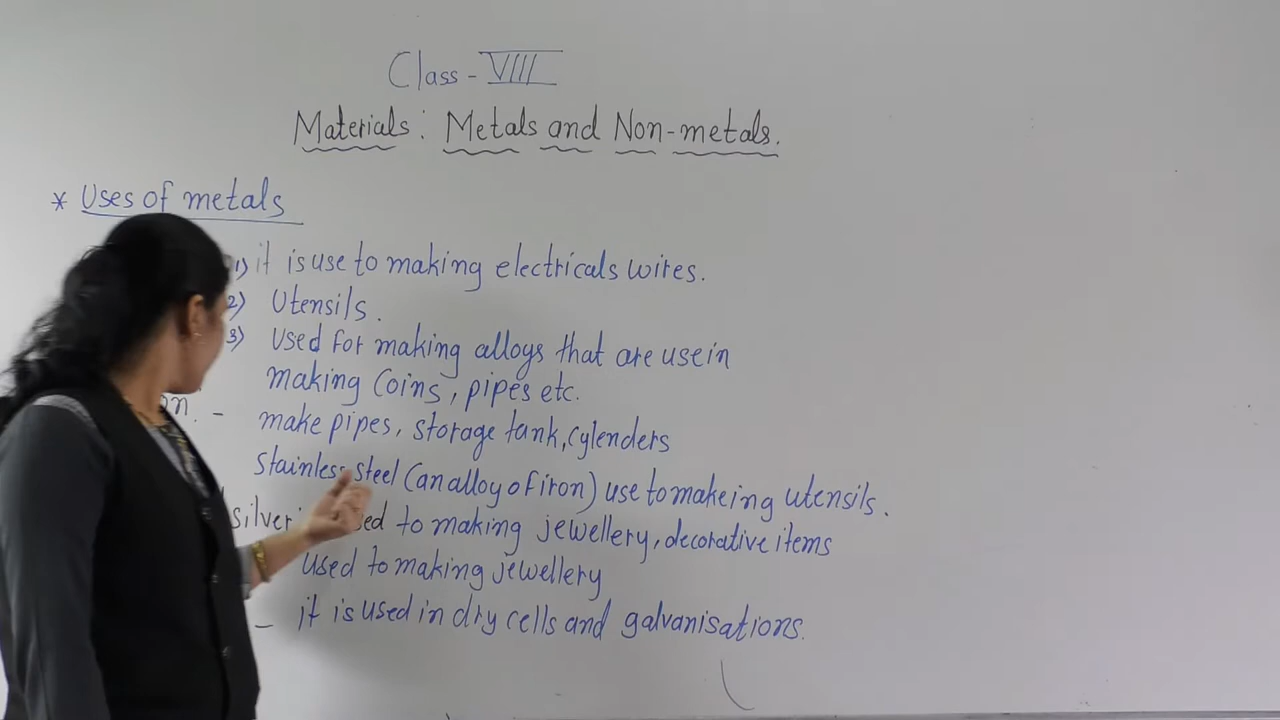 Class - VIII
Materials: Metals and Non-metals.
* Uses of metals
1) it is use to making electricals wires.
2) Utensils.
3) Used for making alloys that are use in
making Coins, pipes etc.
- make pipes, storage tank, Cylenders
Stainless steel (an alloy of iron) use to makeing utensils.
silver to making jewellery, decorative items
used to making jewellery
- it is used in dry cells and galvanisations.